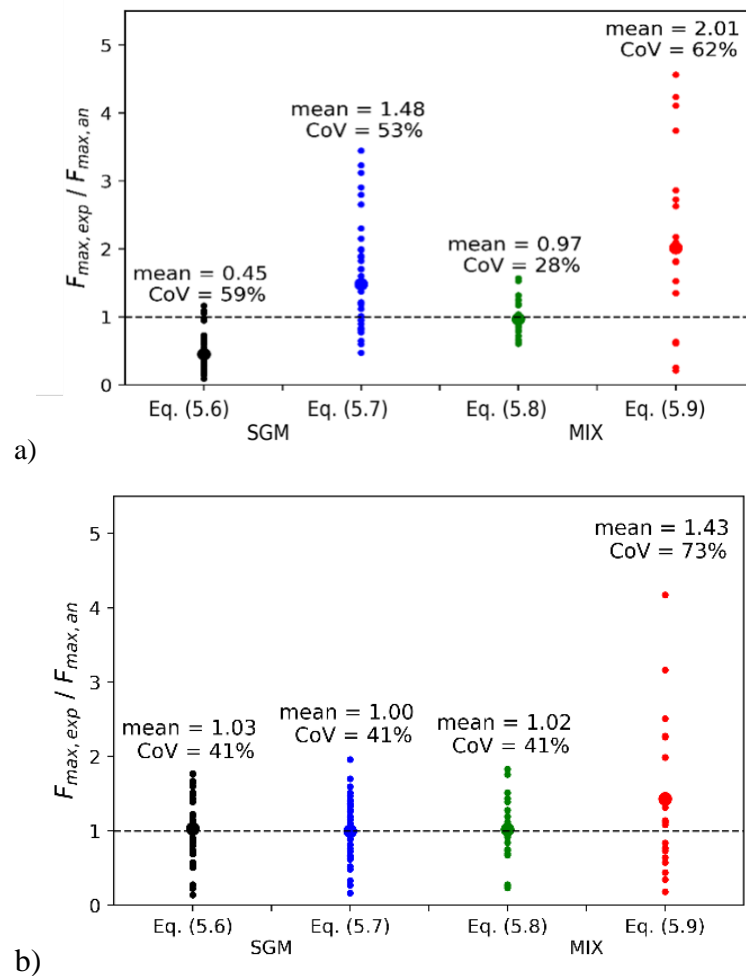 mean = 2.01
CoV = 62%
mean = 1.48
CoV = 53%
mean = 0.97
CoV = 28%
mean = 0.45
CoV = 59%
F_max,exp / F_max,an
5
4
3
2
1
0
Eq. (5.6) Eq. (5.7) Eq. (5.8) Eq. (5.9)
SGM MIX
a)
mean = 1.43
CoV = 73%
mean = 1.03
CoV = 41%
mean = 1.00
CoV = 41%
mean = 1.02
CoV = 41%
F_max,exp / F_max,an
5
4
3
2
1
0
Eq. (5.6) Eq. (5.7) Eq. (5.8) Eq. (5.9)
SGM MIX
b)